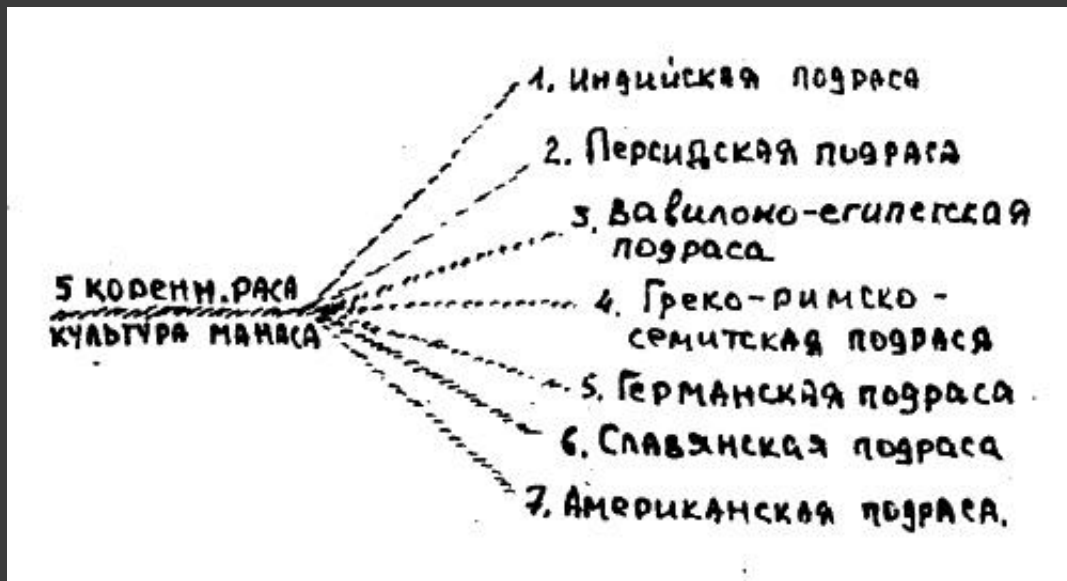 1. Индийская подраса
2. Персидская подраса
3. Вавилоно-египетская
подраса
5 коренн. раса
культура манаса
4. Греко-римско-
семитская подрася
5. Германская подраса
6. Славянская подраса
7. Американская подраса.